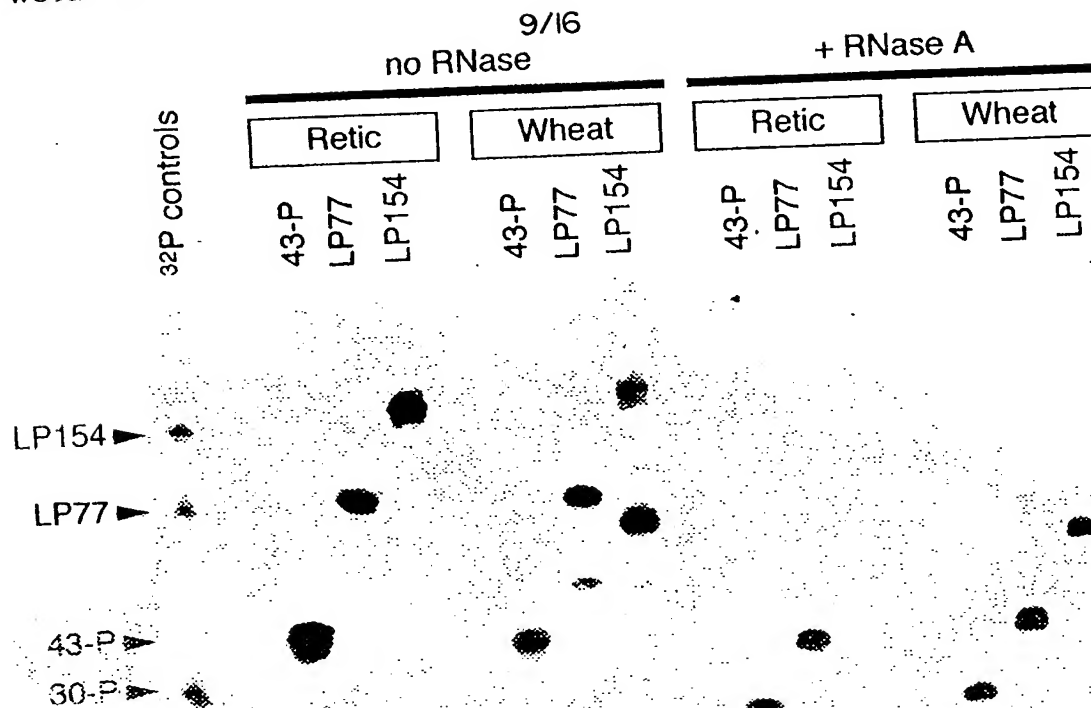 9/16
no RNase
+ RNase A
Retic
Wheat
Retic
Wheat
32P controls
43-P
LP77
LP154
43-P
LP77
LP154
43-P
LP77
LP154
43-P
LP77
LP154
LP154
LP77
43-P
30-P